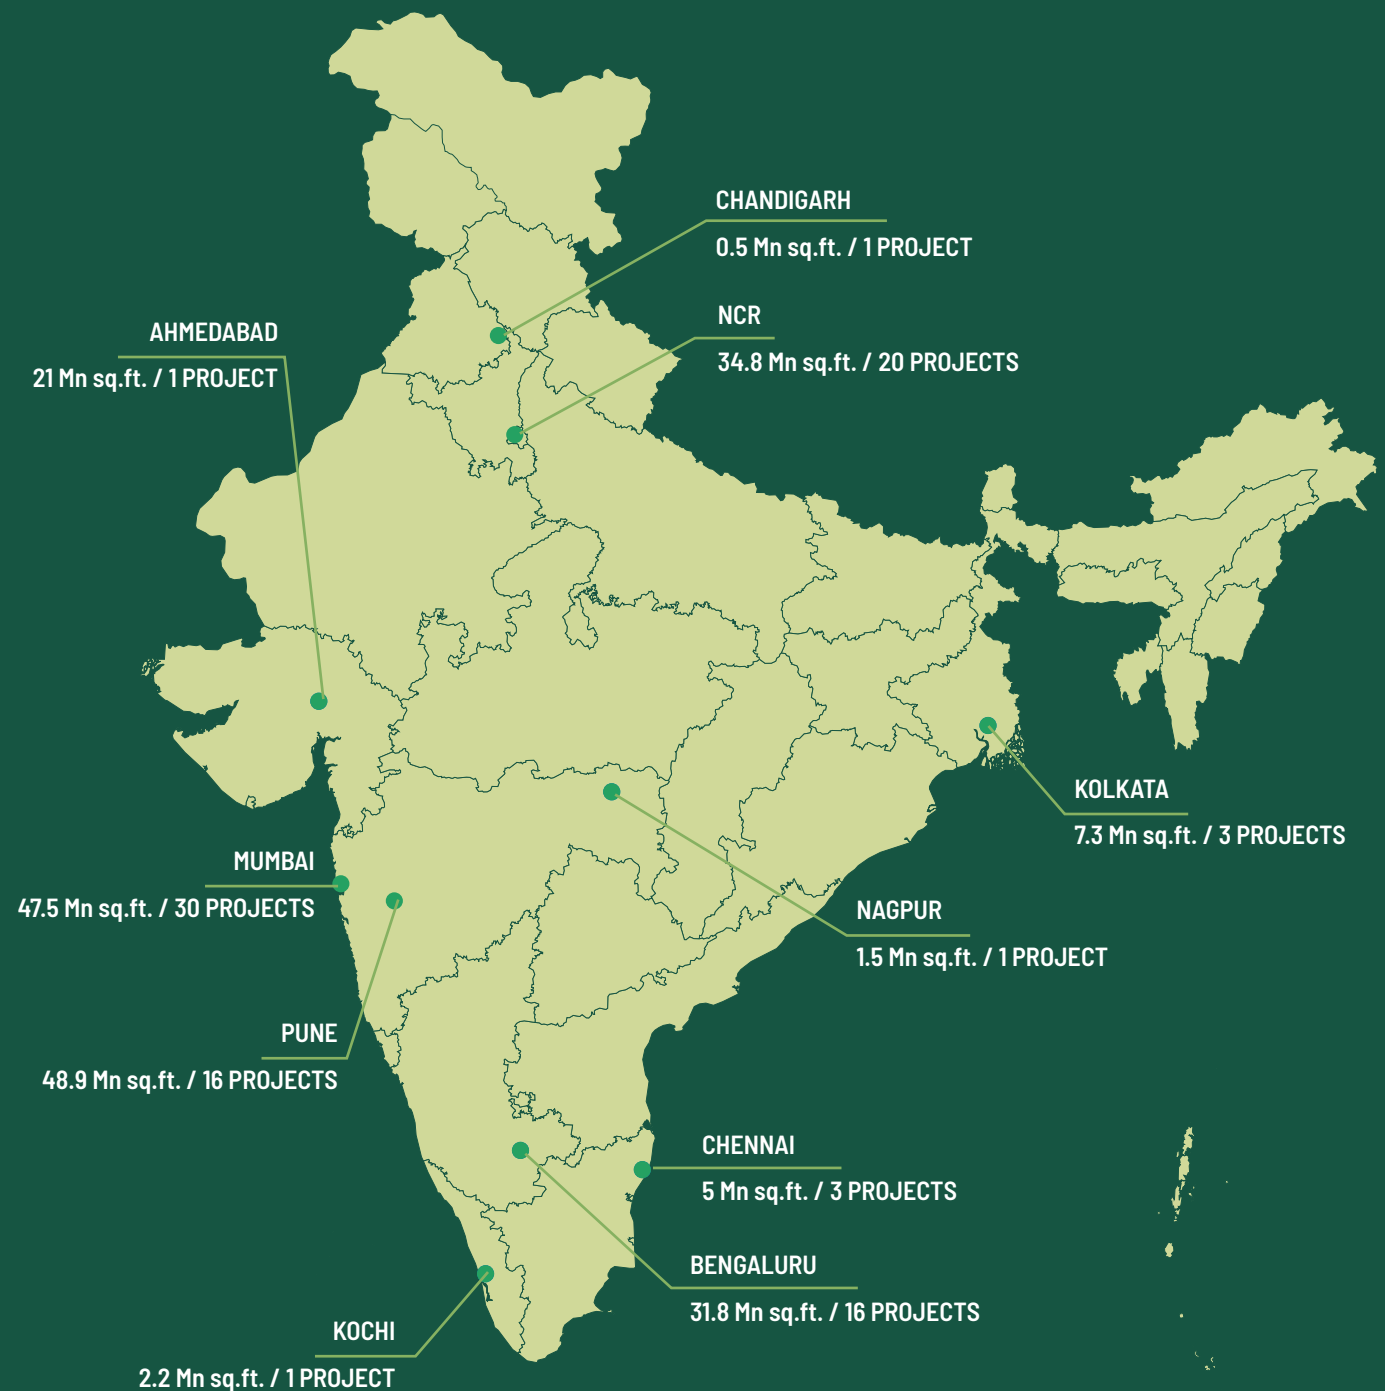 CHANDIGARH
0.5 Mn sq.ft. / 1 PROJECT
NCR
34.8 Mn sq.ft. / 20 PROJECTS
AHMEDABAD
21 Mn sq.ft. / 1 PROJECT
KOLKATA
7.3 Mn sq.ft. / 3 PROJECTS
MUMBAI
47.5 Mn sq.ft. / 30 PROJECTS
NAGPUR
1.5 Mn sq.ft. / 1 PROJECT
PUNE
48.9 Mn sq.ft. / 16 PROJECTS
CHENNAI
5 Mn sq.ft. / 3 PROJECTS
BENGALURU
31.8 Mn sq.ft. / 16 PROJECTS
KOCHI
2.2 Mn sq.ft. / 1 PROJECT